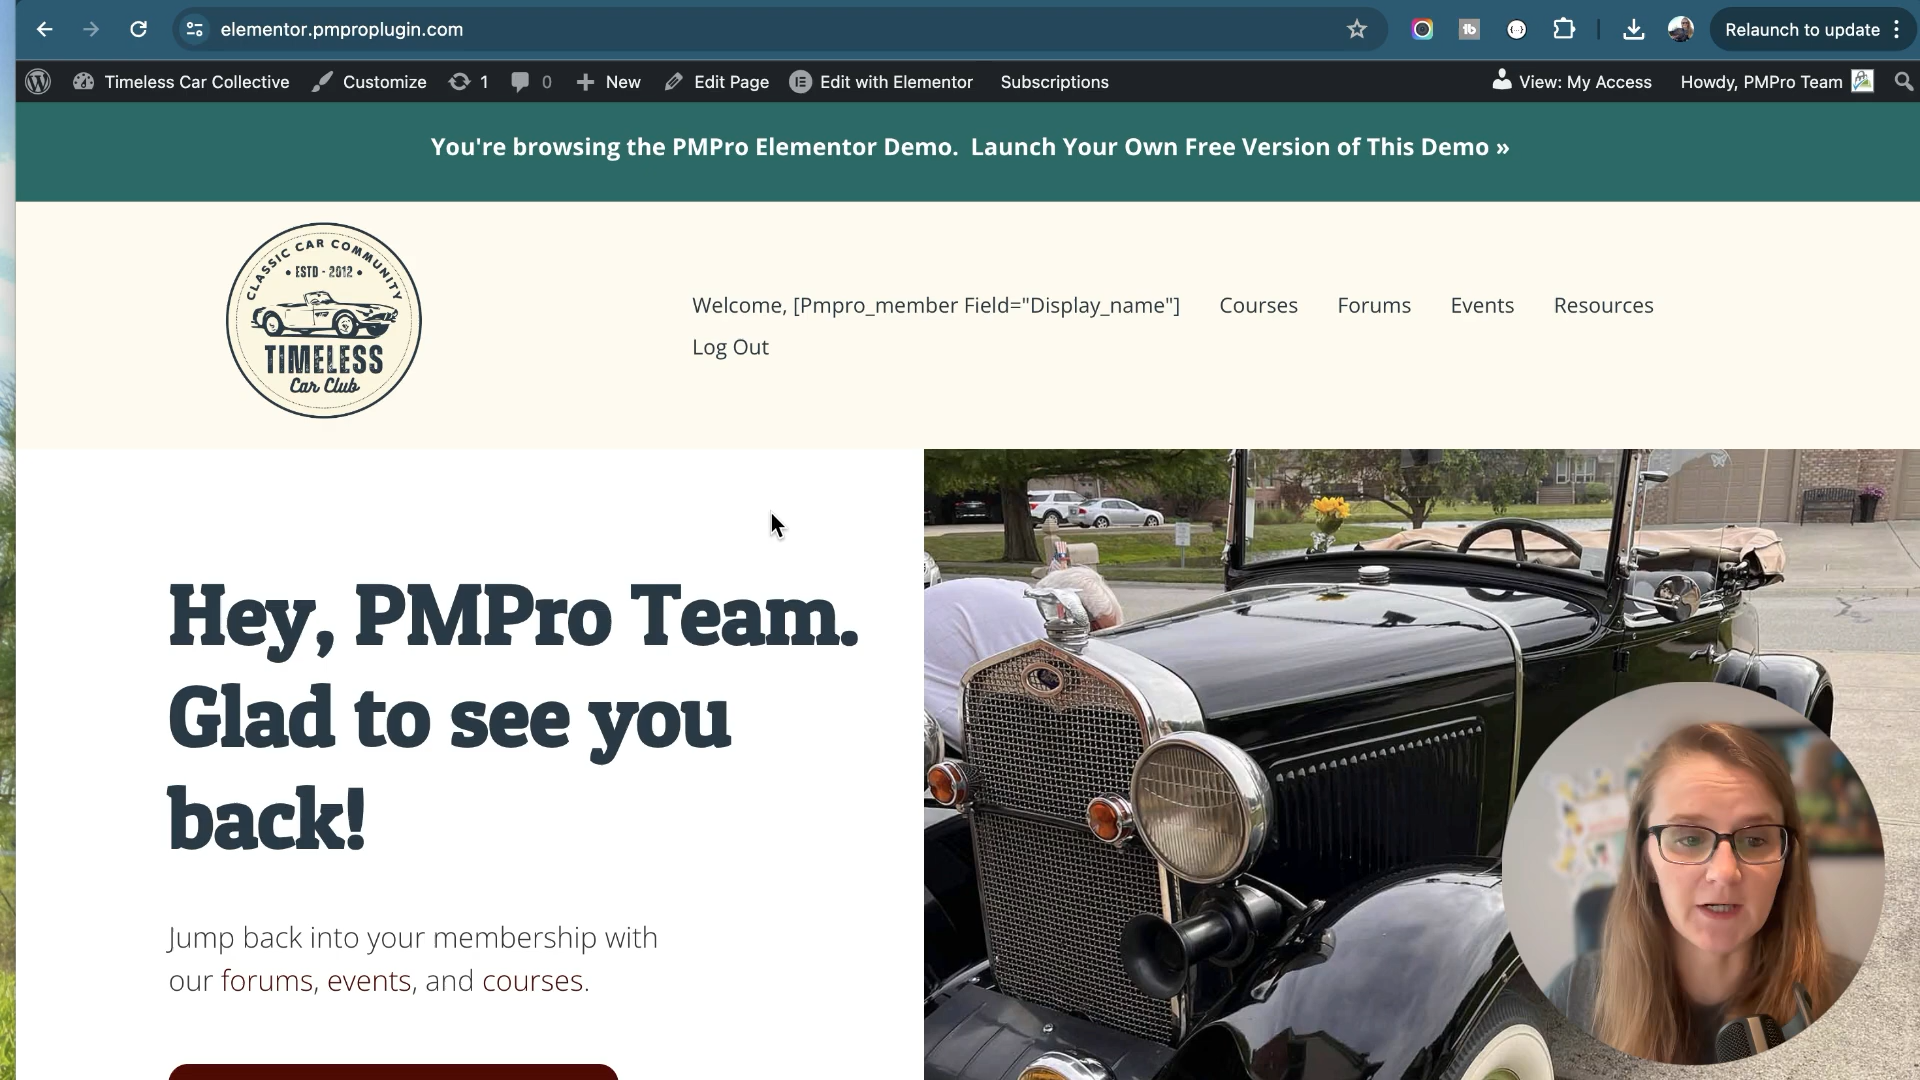 elementor.pmproplugin.com
Relaunch to update
Timeless Car Collective
Customize
1
0
New
Edit Page
Edit with Elementor
Subscriptions
View: My Access
Howdy, PMPro Team
You're browsing the PMPro Elementor Demo. Launch Your Own Free Version of This Demo »
CLASSIC CAR COMMUNITY
• ESTD - 2012 •
TIMELESS
Car Club
Welcome, [Pmpro_member Field="Display_name"]
Courses
Forums
Events
Resources
Log Out
Hey, PMPro Team.
Glad to see you
back!
Jump back into your membership with
our forums, events, and courses.